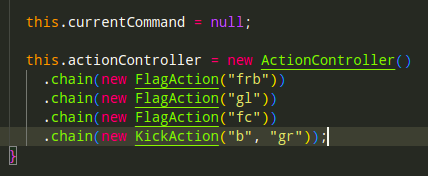 this.currentCommand = null;
this.actionController = new ActionController()
.chain(new FlagAction("frb"))
.chain(new FlagAction("gl"))
.chain(new FlagAction("fc"))
.chain(new KickAction("b", "gr"));
}